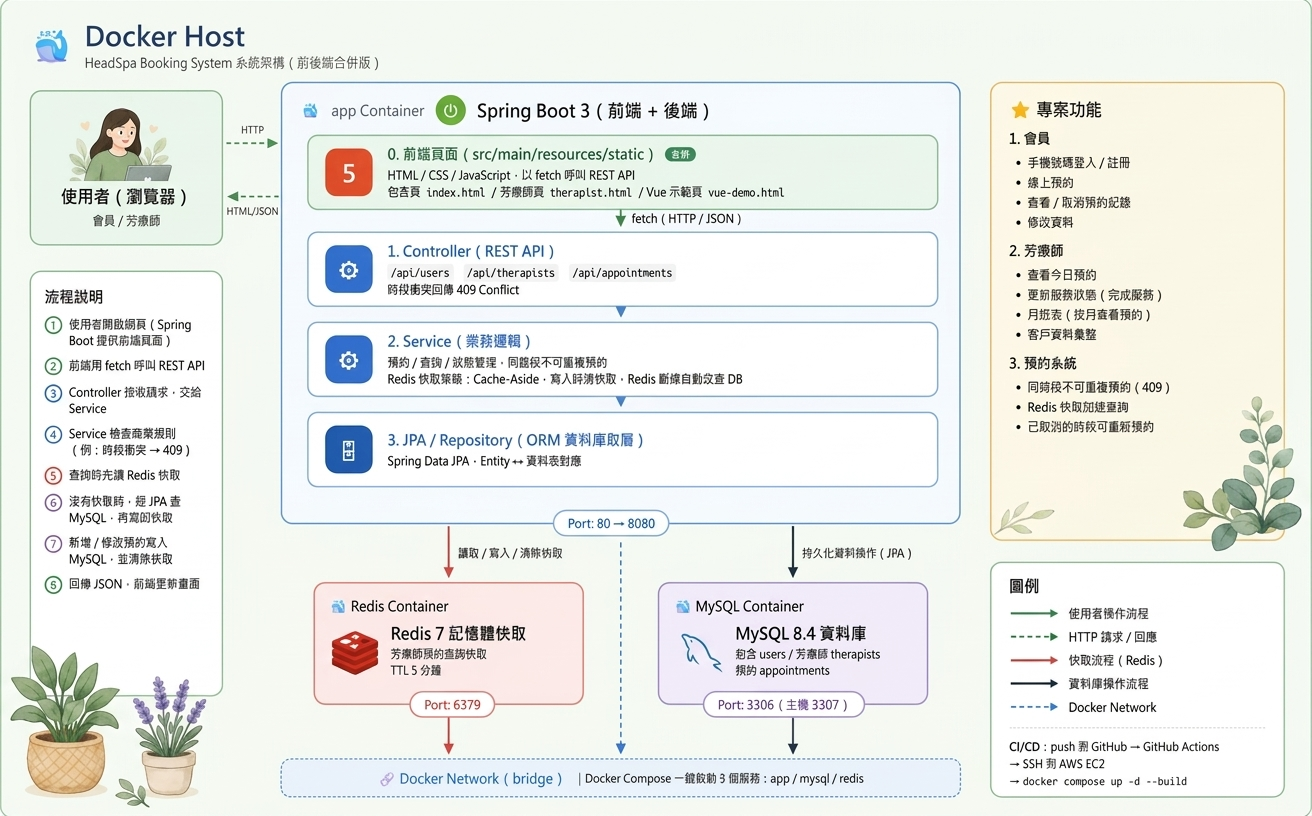 Docker Host
HeadSpa Booking System 系統架構 ( 前後端合併版 )
使用者 ( 瀏覽器 )
會員 / 芳療師
HTTP
HTML/JSON
流程說明
1 使用者開啟網頁 ( Spring
Boot 提供前端頁面 )
2 前端用 fetch 呼叫 REST API
3 Controller 接收請求 · 交給
Service
4 Service 檢查商業規則
( 例 : 時段衝突 → 409 )
5 查詢時先讀 Redis 快取
6 沒有快取時 · 經 JPA 查
MySQL · 再寫回快取
7 新增 / 修改預約寫入
MySQL · 並清除快取
回傳 JSON · 前端更新畫面
app Container
Spring Boot 3 ( 前端 + 後端 )
5
0. 前端頁面 ( src/main/resources/static )
HTML / CSS / JavaScript · 以 fetch 呼叫 REST API
index.html / 芳療師頁 therapist.html / Vue 示範頁 vue-demo.html
fetch ( HTTP / JSON )
1. Controller ( REST API )
/api/users /api/therapists /api/appointments
時段衝突回傳 409 Conflict
2. Service ( 業務邏輯 )
預約 / 查詢 / 狀態管理 · 同時段不可重複預約
Redis 快取策略 : Cache-Aside · 寫入時清快取 · Redis 斷線自動改查 DB
3. JPA / Repository ( ORM 資料庫取層 )
Spring Data JPA · Entity ↔ 資料表對應
Port: 80 → 8080
讀取 / 寫入 / 清除快取
持久化資料操作 ( JPA )
Redis Container
Redis 7 記憶體快取
芳療師預約查詢快取
TTL 5 分鐘
Port: 6379
MySQL Container
MySQL 8.4 資料庫
包含 users / 芳療師 therapists
預約 appointments
Port: 3306 ( 主機 3307 )
Docker Network ( bridge ) | Docker Compose 一鍵啟動 3 個服務 : app / mysql / redis
專案功能
1. 會員
• 手機號碼登入 / 註冊
• 線上預約
• 查看 / 取消預約記錄
• 修改資料
2. 芳療師
• 查看今日預約
• 更新服務狀態 ( 完成服務 )
• 月班表 ( 按月查看預約 )
• 客戶資料彙整
3. 預約系統
• 同時段不可重複預約 ( 409 )
• Redis 快取加速查詢
• 已取消的時段可重新預約
圖例
使用者操作流程
HTTP 請求 / 回應
快取流程 ( Redis )
資料庫操作流程
Docker Network
CI/CD : push 到 GitHub → GitHub Actions
→ SSH 到 AWS EC2
→ docker compose up -d --build